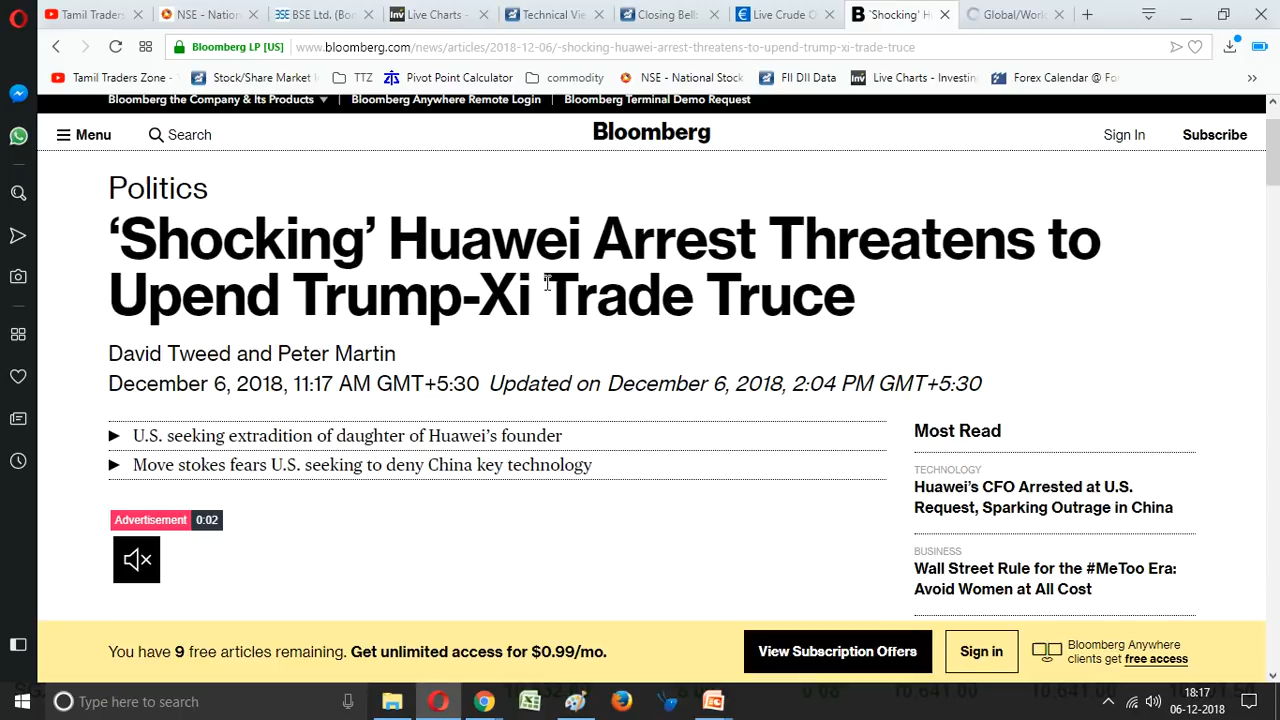 Tamil Trader
NSE - Nation
BSE Ltd. (Bo
Live Charts -
Technical Vie
Closing Bell:
Live Crude O
'Shocking' H
Global/Worl
Bloomberg LP [US]
www.bloomberg.com/news/articles/2018-12-06/-shocking-huawei-arrest-threatens-to-upend-trump-xi-trade-truce
Tamil Traders Zone -
Stock/Share Market
TTZ
Pivot Point Calculator
commodity
NSE - National Stock
FII DII Data
Live Charts - Investin
Forex Calendar @ Fo
Bloomberg the Company & Its Products
Bloomberg Anywhere Remote Login
Bloomberg Terminal Demo Request
Menu
Search
Bloomberg
Sign In
Subscribe
Politics
‘Shocking’ Huawei Arrest Threatens to
Upend Trump-Xi Trade Truce
David Tweed and Peter Martin
December 6, 2018, 11:17 AM GMT+5:30 Updated on December 6, 2018, 2:04 PM GMT+5:30
U.S. seeking extradition of daughter of Huawei’s founder
Move stokes fears U.S. seeking to deny China key technology
Advertisement 0:02
Most Read
TECHNOLOGY
Huawei’s CFO Arrested at U.S.
Request, Sparking Outrage in China
BUSINESS
Wall Street Rule for the #MeToo Era:
Avoid Women at All Cost
You have 9 free articles remaining. Get unlimited access for $0.99/mo.
View Subscription Offers
Sign in
Bloomberg Anywhere
clients get free access
Type here to search
18:17
06-12-2018